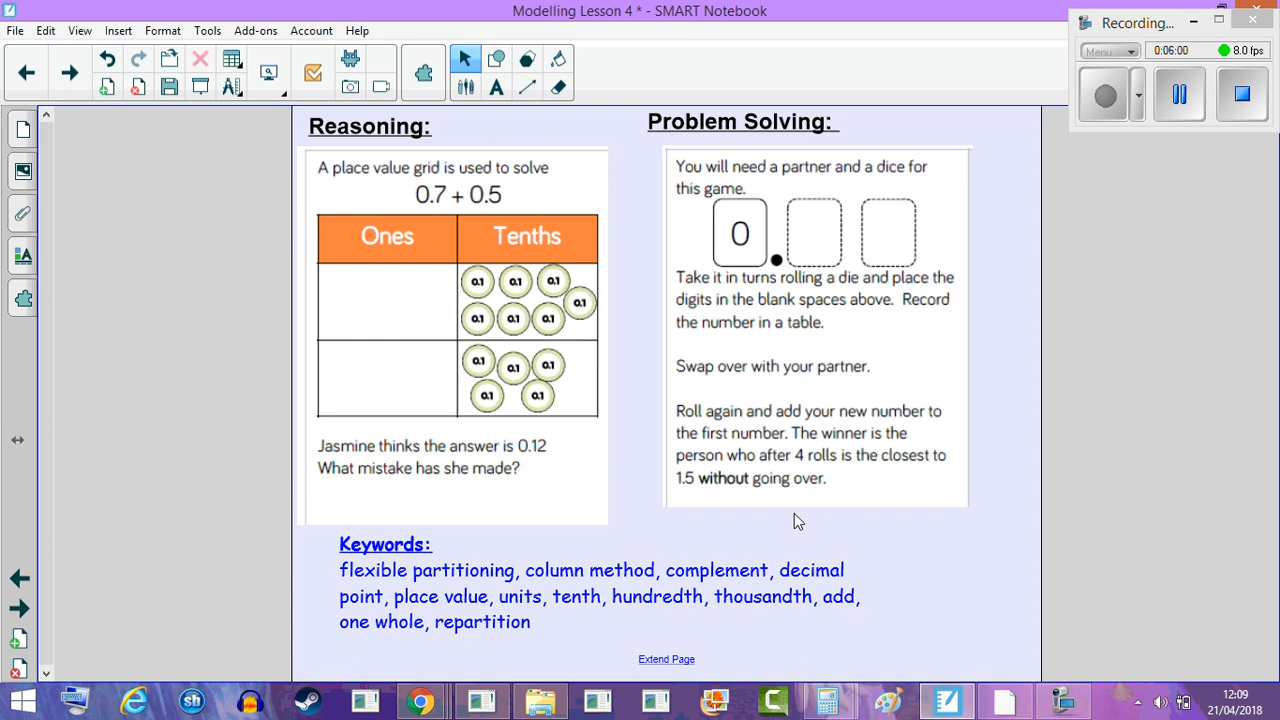 Modelling Lesson 4 * - SMART Notebook
File Edit View Insert Format Tools Add-ons Account Help
Recording...
Menu 0:06:00 8.0 fps
Reasoning:
A place value grid is used to solve
0.7 + 0.5
Ones Tenths
0.1 0.1 0.1 0.1
0.1 0.1 0.1
0.1 0.1 0.1
0.1 0.1
Jasmine thinks the answer is 0.12
What mistake has she made?
Problem Solving:
You will need a partner and a dice for
this game.
0 .
Take it in turns rolling a die and place the
digits in the blank spaces above. Record
the number in a table.
Swap over with your partner.
Roll again and add your new number to
the first number. The winner is the
person who after 4 rolls is the closest to
1.5 without going over.
Keywords:
flexible partitioning, column method, complement, decimal
point, place value, units, tenth, hundredth, thousandth, add,
one whole, repartition
Extend Page
12:09
21/04/2018